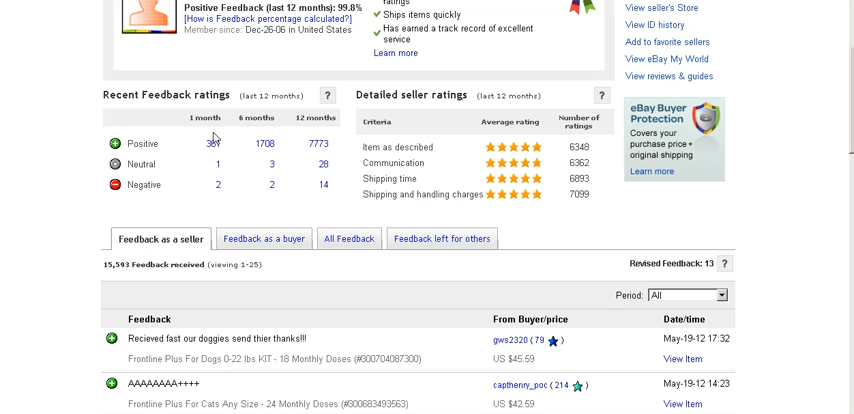 Positive Feedback (last 12 months): 99.8%
[How is Feedback percentage calculated?]
Member since: Dec-26-06 in United States
ratings
Ships items quickly
Has earned a track record of excellent
service
Learn more
View seller's Store
View ID history
Add to favorite sellers
View eBay My World
View reviews & guides
eBay Buyer
Protection
Covers your
purchase price +
original shipping
Learn more
Recent Feedback ratings (last 12 months) ?
1 month 6 months 12 months
Positive 1708 7773
Neutral 1 3 28
Negative 2 2 14
Detailed seller ratings (last 12 months) ?
Criteria Average rating Number of
ratings
Item as described 6348
Communication 6362
Shipping time 6893
Shipping and handling charges 7099
Feedback as a seller Feedback as a buyer All Feedback Feedback left for others
15,593 Feedback received (viewing 1-25) Revised Feedback: 13 ?
Period: All
Feedback From Buyer/price Date/time
Recieved fast our doggies send thier thanks!!! gws2320 ( 79 ) May-19-12 17:32
Frontline Plus For Dogs 0-22 lbs KIT - 18 Monthly Doses (#300704087300) US $45.59 View Item
AAAAAAAA++++ capthenry_poc ( 214 ) May-19-12 14:23
Frontline Plus For Cats Any Size - 24 Monthly Doses (#300683493563) US $42.59 View Item